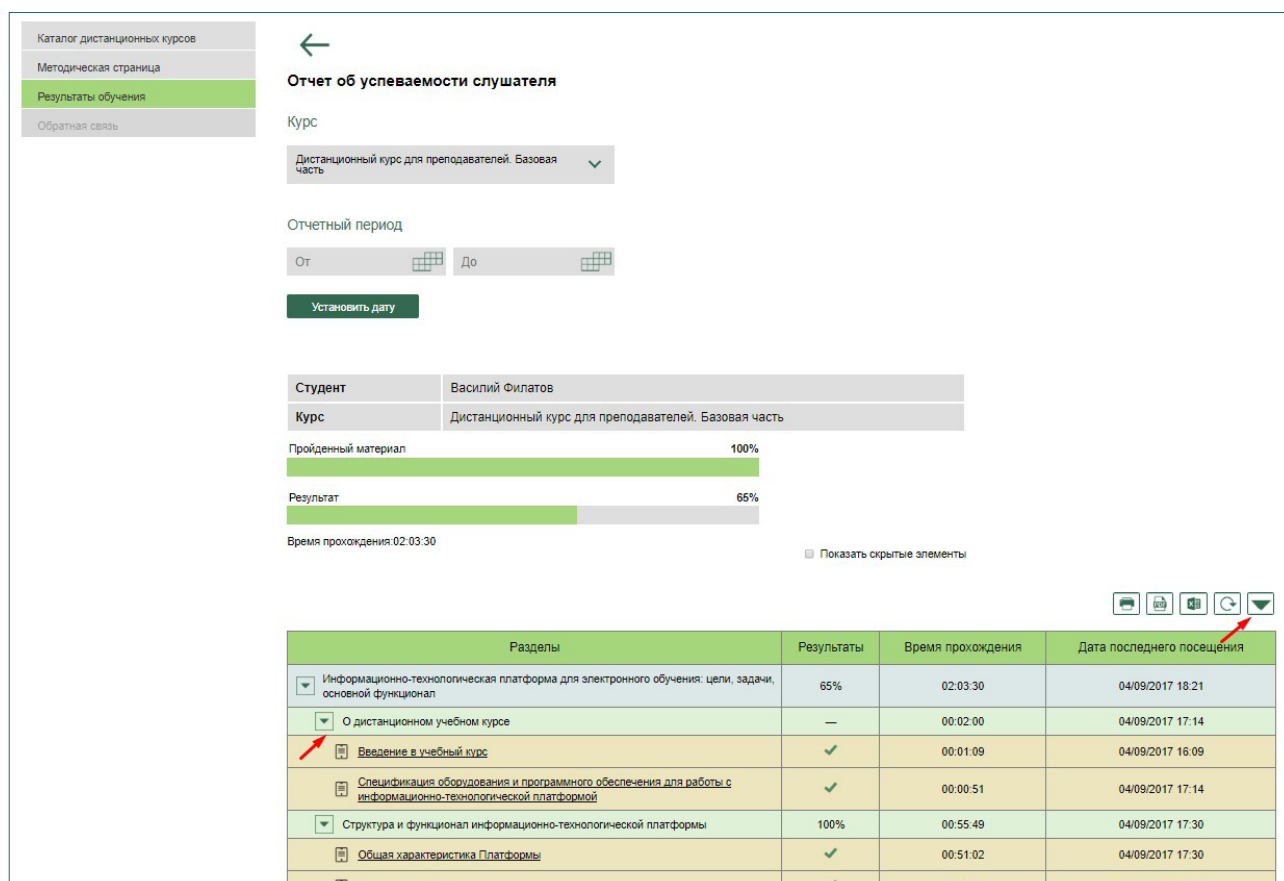 Каталог дистанционных курсов
Методическая страница
Результаты обучения
Обратная связь
Отчет об успеваемости слушателя
Курс
Дистанционный курс для преподавателей. Базовая
часть
Отчетный период
От До
Установить дату
Студент Василий Филатов
Курс Дистанционный курс для преподавателей. Базовая часть
Пройденный материал 100%
Результат 65%
Время прохождения:02:03:30
Показать скрытые элементы
Разделы Результаты Время прохождения Дата последнего посещения
Информационно-технологическая платформа для электронного обучения: цели, задачи,
основной функционал 65% 02:03:30 04/09/2017 18:21
О дистанционном учебном курсе — 00:02:00 04/09/2017 17:14
Введение в учебный курс 00:01:09 04/09/2017 16:09
Спецификация оборудования и программного обеспечения для работы с
информационно-технологической платформой 00:00:51 04/09/2017 17:14
Структура и функционал информационно-технологической платформы 100% 00:55:49 04/09/2017 17:30
Общая характеристика Платформы 00:51:02 04/09/2017 17:30